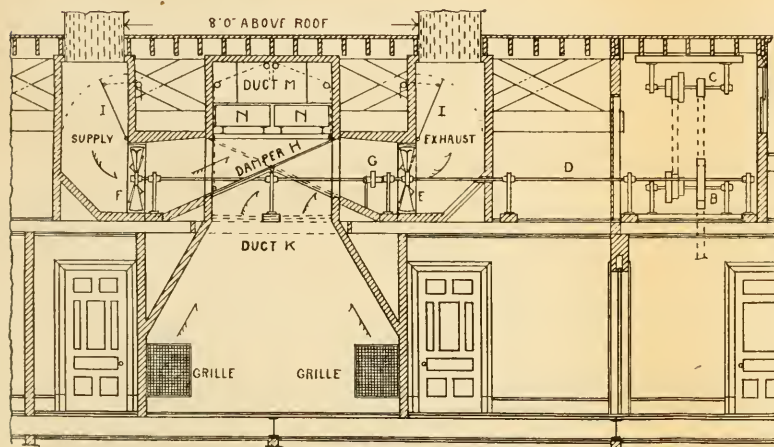 8'0" ABOVE ROOF
DUCT M
I
N
N
I
C
SUPPLY
DAMPER H
EXHAUST
G
D
F
E
B
DUCT K
GRILLE
GRILLE